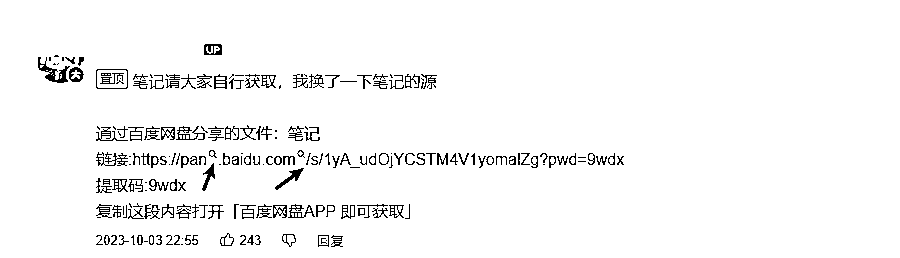 UP
置顶 笔记请大家自行获取，我换了一下笔记的源
通过百度网盘分享的文件：笔记
链接:https://pan.baidu.com/s/1yA_udOjYCSTM4V1yomalZg?pwd=9wdx
提取码:9wdx
复制这段内容打开「百度网盘APP 即可获取」
2023-10-03 22:55 243 回复